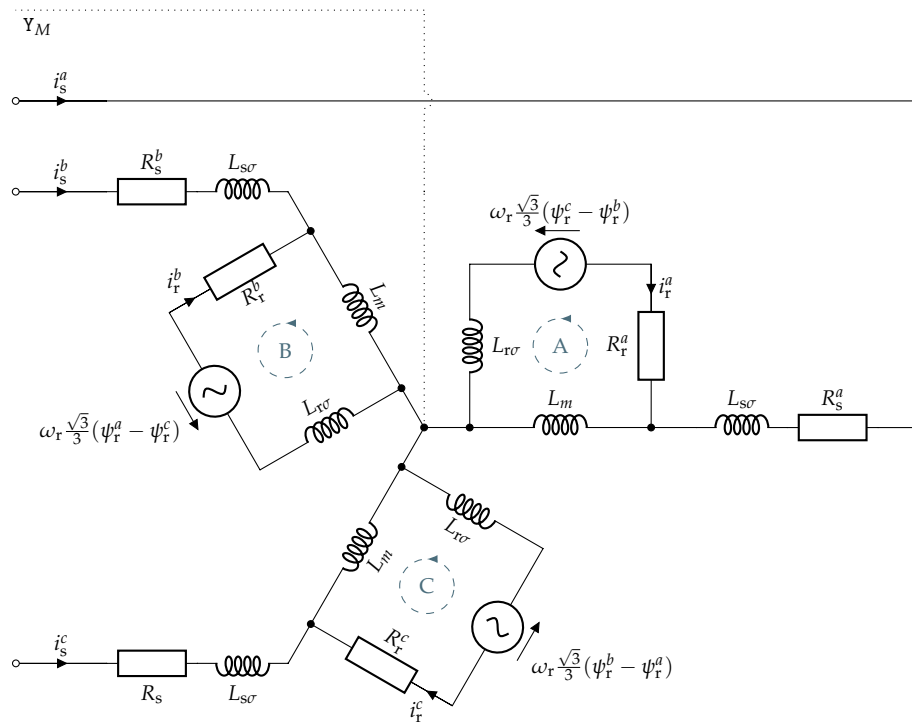 Y_M
i_s^a
i_s^b
R_s^b
L_sσ
ω_r √3/3 (ψ_r^c − ψ_r^b)
i_r^a
i_r^b
R_r^b
L_m
B
L_rσ
A
R_r^a
L_rσ
L_m
L_sσ
R_s^a
ω_r √3/3 (ψ_r^a − ψ_r^c)
L_rσ
L_m
C
i_s^c
R_s
L_sσ
R_r^c
i_r^c
ω_r √3/3 (ψ_r^b − ψ_r^a)